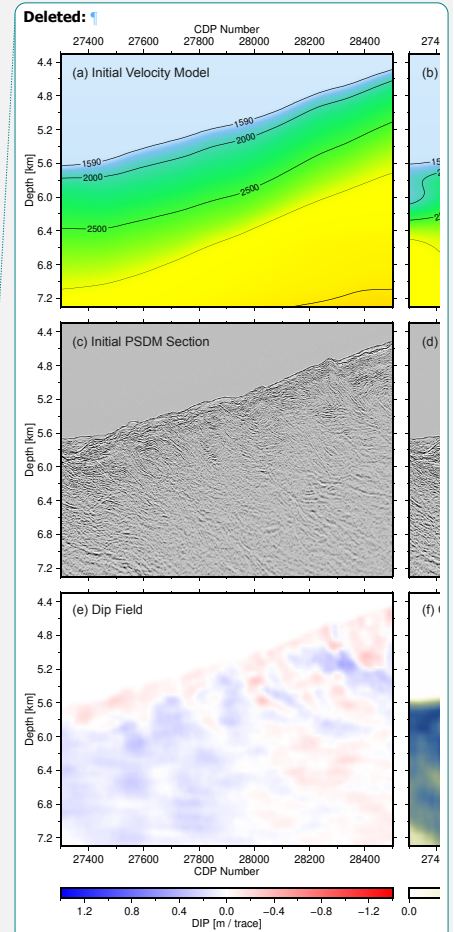 Deleted: ¶
CDP Number
27400 27600 27800 28000 28200 28400 274
4.4
(a) Initial Velocity Model (b)
4.8
1590
5.2 2000
5.6
1590
2000
Depth [km]
6.0 2500
6.4 2500
6.8
7.2
4.4
(c) Initial PSDM Section (d)
4.8
5.2
5.6
Depth [km]
6.0
6.4
6.8
7.2
4.4
(e) Dip Field (f)
4.8
5.2
5.6
Depth [km]
6.0
6.4
6.8
7.2
27400 27600 27800 28000 28200 28400 274
CDP Number
1.2 0.8 0.4 0.0 −0.4 −0.8 −1.2 0.0
DIP [m / trace]